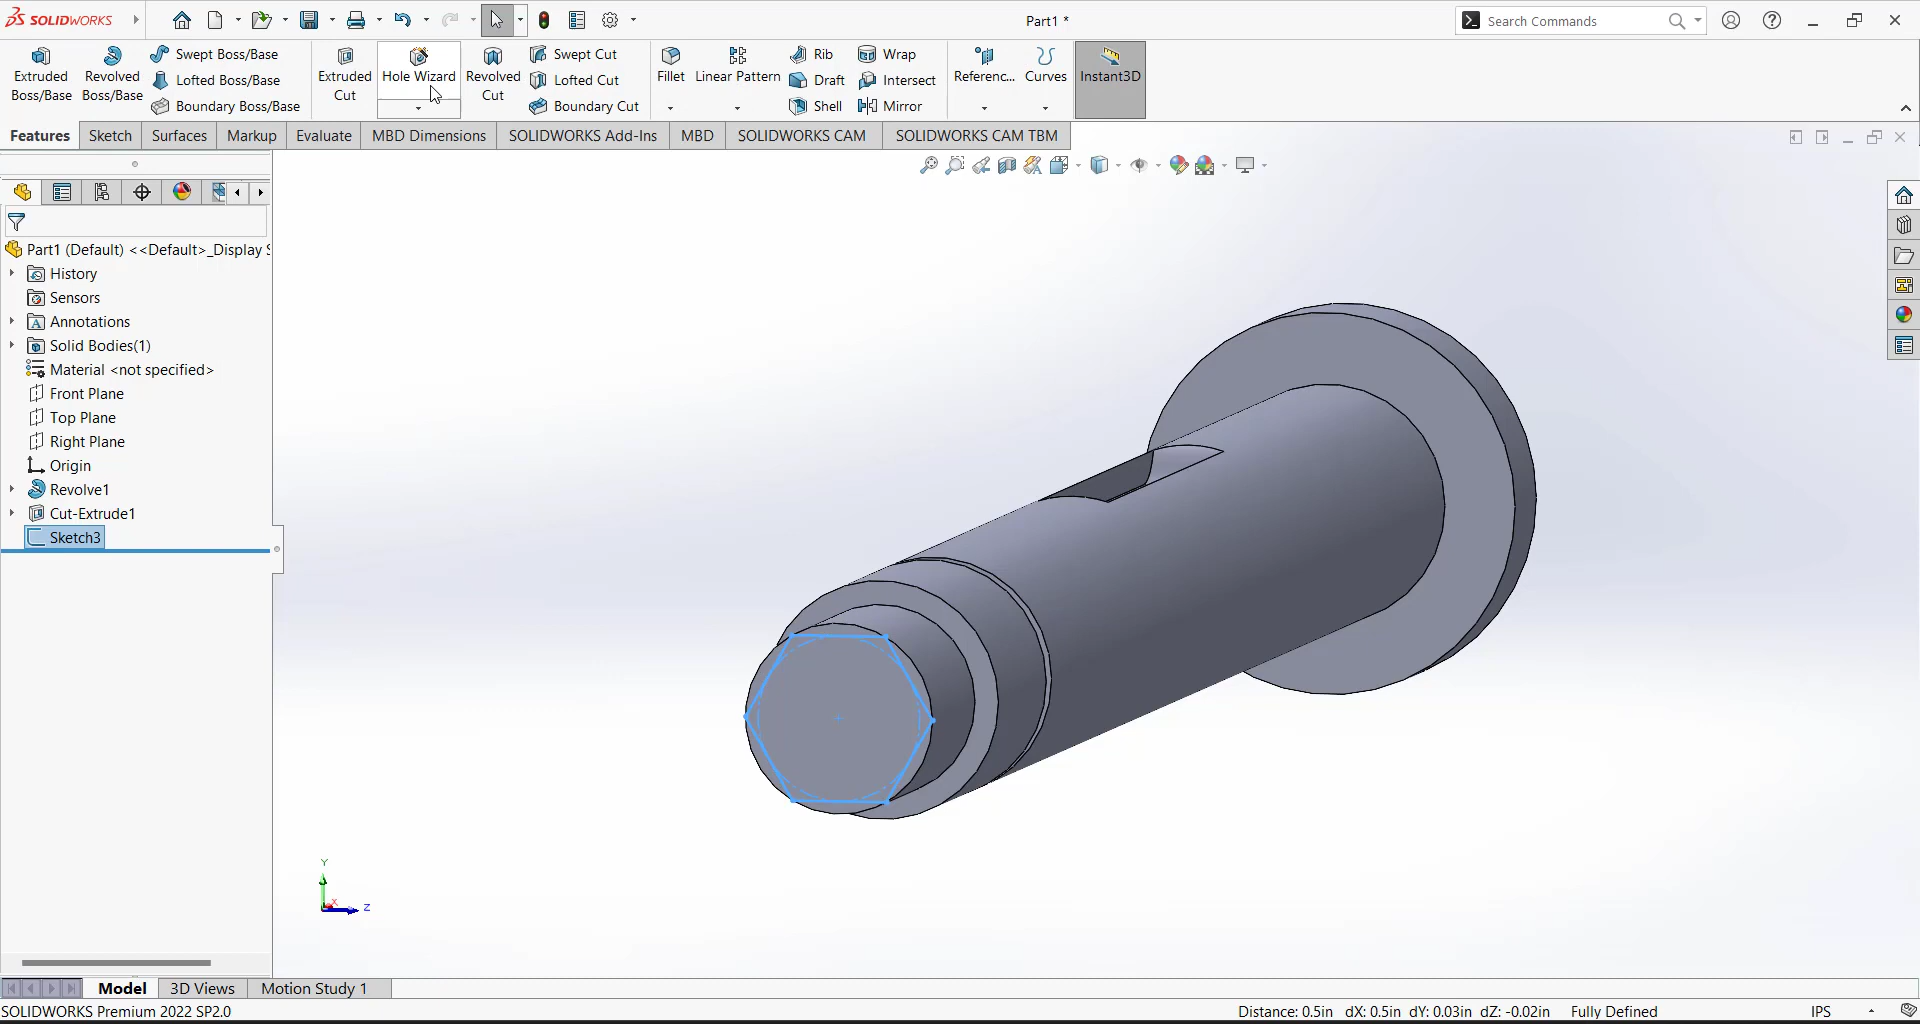 SOLIDWORKS
Part1 *
Search Commands
Extruded Boss/Base
Revolved Boss/Base
Swept Boss/Base
Lofted Boss/Base
Boundary Boss/Base
Extruded Cut
Hole Wizard
Revolved Cut
Swept Cut
Lofted Cut
Boundary Cut
Fillet
Linear Pattern
Rib
Draft
Shell
Wrap
Intersect
Mirror
Referenc...
Curves
Instant3D
Features
Sketch
Surfaces
Markup
Evaluate
MBD Dimensions
SOLIDWORKS Add-Ins
MBD
SOLIDWORKS CAM
SOLIDWORKS CAM TBM
Part1 (Default) <<Default>_Display S
History
Sensors
Annotations
Solid Bodies(1)
Material <not specified>
Front Plane
Top Plane
Right Plane
Origin
Revolve1
Cut-Extrude1
Sketch3
Y
X
Z
Model
3D Views
Motion Study 1
SOLIDWORKS Premium 2022 SP2.0
Distance: 0.5in dX: 0.5in dY: 0.03in dZ: -0.02in
Fully Defined
IPS